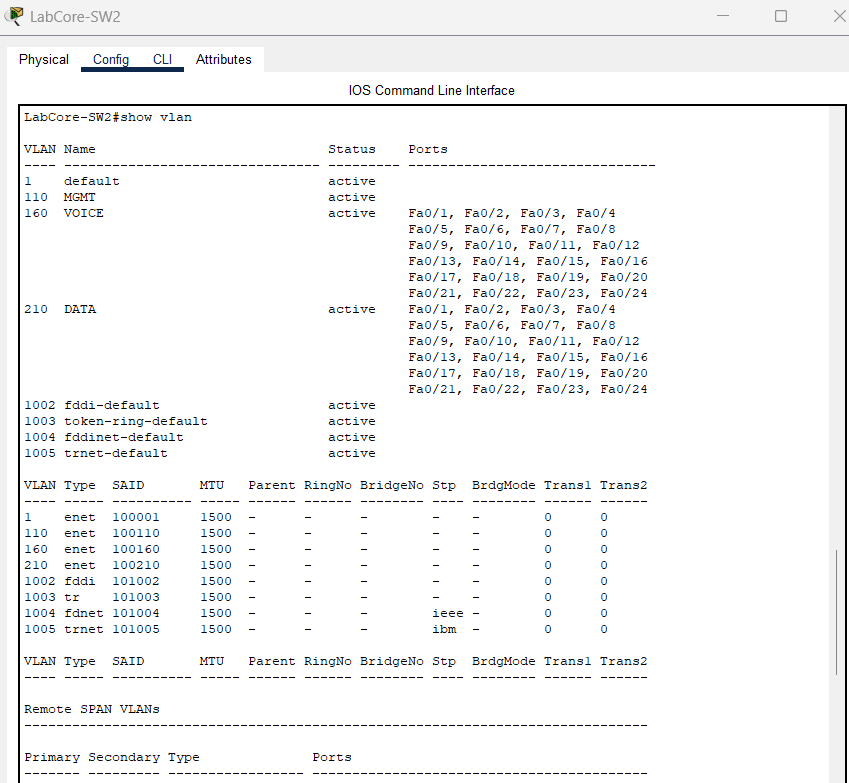 LabCore-SW2
Physical Config CLI Attributes
IOS Command Line Interface
LabCore-SW2#show vlan
VLAN Name                             Status    Ports
---- -------------------------------- --------- -------------------------------
1    default                          active
110  MGMT                             active
160  VOICE                            active    Fa0/1, Fa0/2, Fa0/3, Fa0/4
                                                Fa0/5, Fa0/6, Fa0/7, Fa0/8
                                                Fa0/9, Fa0/10, Fa0/11, Fa0/12
                                                Fa0/13, Fa0/14, Fa0/15, Fa0/16
                                                Fa0/17, Fa0/18, Fa0/19, Fa0/20
                                                Fa0/21, Fa0/22, Fa0/23, Fa0/24
210  DATA                             active    Fa0/1, Fa0/2, Fa0/3, Fa0/4
                                                Fa0/5, Fa0/6, Fa0/7, Fa0/8
                                                Fa0/9, Fa0/10, Fa0/11, Fa0/12
                                                Fa0/13, Fa0/14, Fa0/15, Fa0/16
                                                Fa0/17, Fa0/18, Fa0/19, Fa0/20
                                                Fa0/21, Fa0/22, Fa0/23, Fa0/24
1002 fddi-default                     active
1003 token-ring-default               active
1004 fddinet-default                  active
1005 trnet-default                    active
VLAN Type  SAID       MTU   Parent RingNo BridgeNo Stp  BrdgMode Trans1 Trans2
---- ----- ---------- ----- ------ ------ -------- ---- -------- ------ ------
1    enet  100001     1500  -      -      -        -    -        0      0
110  enet  100110     1500  -      -      -        -    -        0      0
160  enet  100160     1500  -      -      -        -    -        0      0
210  enet  100210     1500  -      -      -        -    -        0      0
1002 fddi  101002     1500  -      -      -        -    -        0      0
1003 tr    101003     1500  -      -      -        -    -        0      0
1004 fdnet 101004     1500  -      -      -        ieee -        0      0
1005 trnet 101005     1500  -      -      -        ibm  -        0      0
VLAN Type  SAID       MTU   Parent RingNo BridgeNo Stp  BrdgMode Trans1 Trans2
---- ----- ---------- ----- ------ ------ -------- ---- -------- ------ ------
Remote SPAN VLANs
------------------------------------------------------------------------------
Primary Secondary Type              Ports
------- --------- ----------------- ------------------------------------------